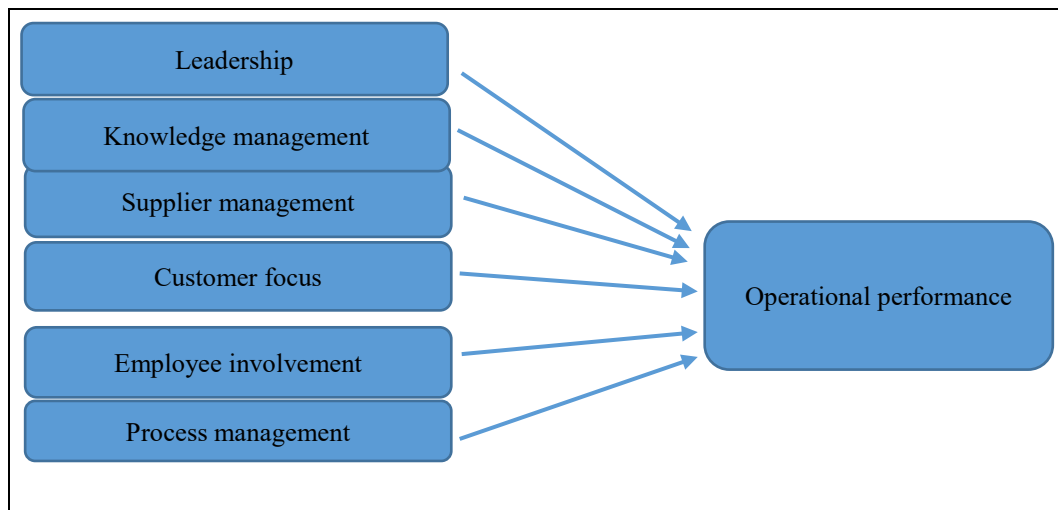 Leadership
Knowledge management
Supplier management
Customer focus
Operational performance
Employee involvement
Process management